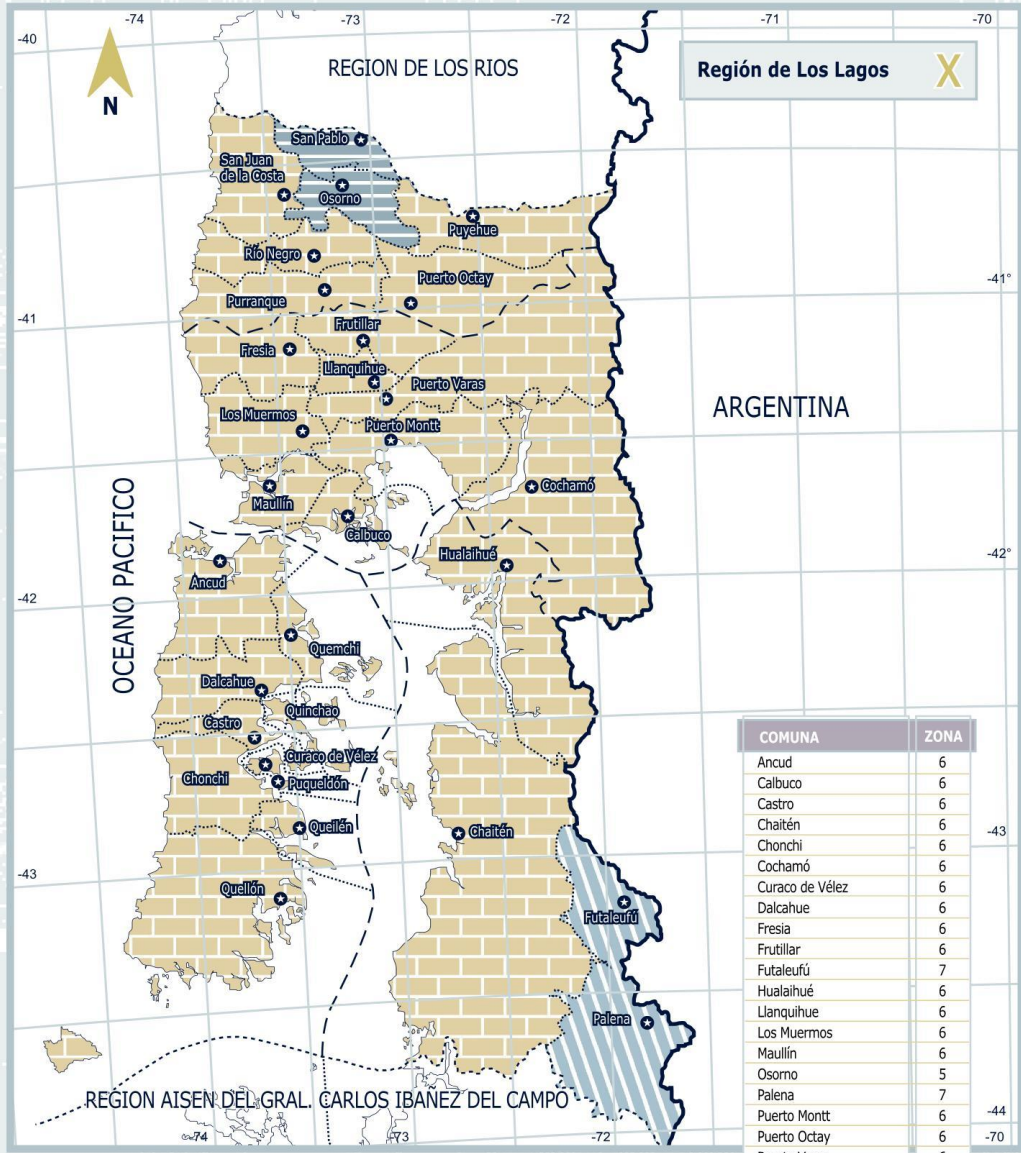 -74
-73
-72
-71
-70
-40
N
REGION DE LOS RIOS
Región de Los Lagos X
San Pablo
San Juan
de la Costa
Osorno
Puyehue
Río Negro
Puerto Octay
-41°
Purranque
-41
Frutillar
Fresia
Llanquihue
Puerto Varas
ARGENTINA
Los Muermos
Puerto Montt
Maullín
Cochamó
Calbuco
OCEANO PACIFICO
Hualaihué
-42°
Ancud
-42
Quemchi
Dalcahue
Quinchao
Castro
Curaco de Vélez
Chonchi
Puqueldón
Queilén
Chaitén
-43
-43
Quellón
Futaleufú
Palena
REGION AISEN DEL GRAL. CARLOS IBAÑEZ DEL CAMPO
-74
-73
-72
-44
-70
COMUNA ZONA
Ancud 6
Calbuco 6
Castro 6
Chaitén 6
Chonchi 6
Cochamó 6
Curaco de Vélez 6
Dalcahue 6
Fresia 6
Frutillar 6
Futaleufú 7
Hualaihué 6
Llanquihue 6
Los Muermos 6
Maullín 6
Osorno 5
Palena 7
Puerto Montt 6
Puerto Octay 6